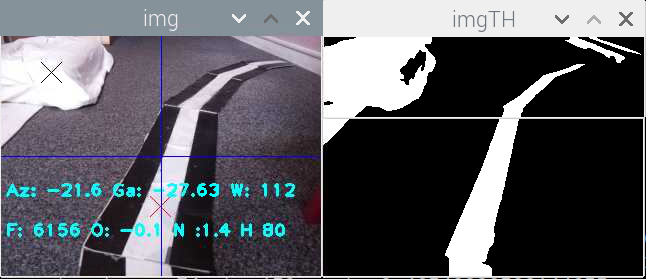 img
imgTH
Az: -21.6 Ga: -27.63 W: 112
F: 6156 O: -0.1 N :1.4 H 80